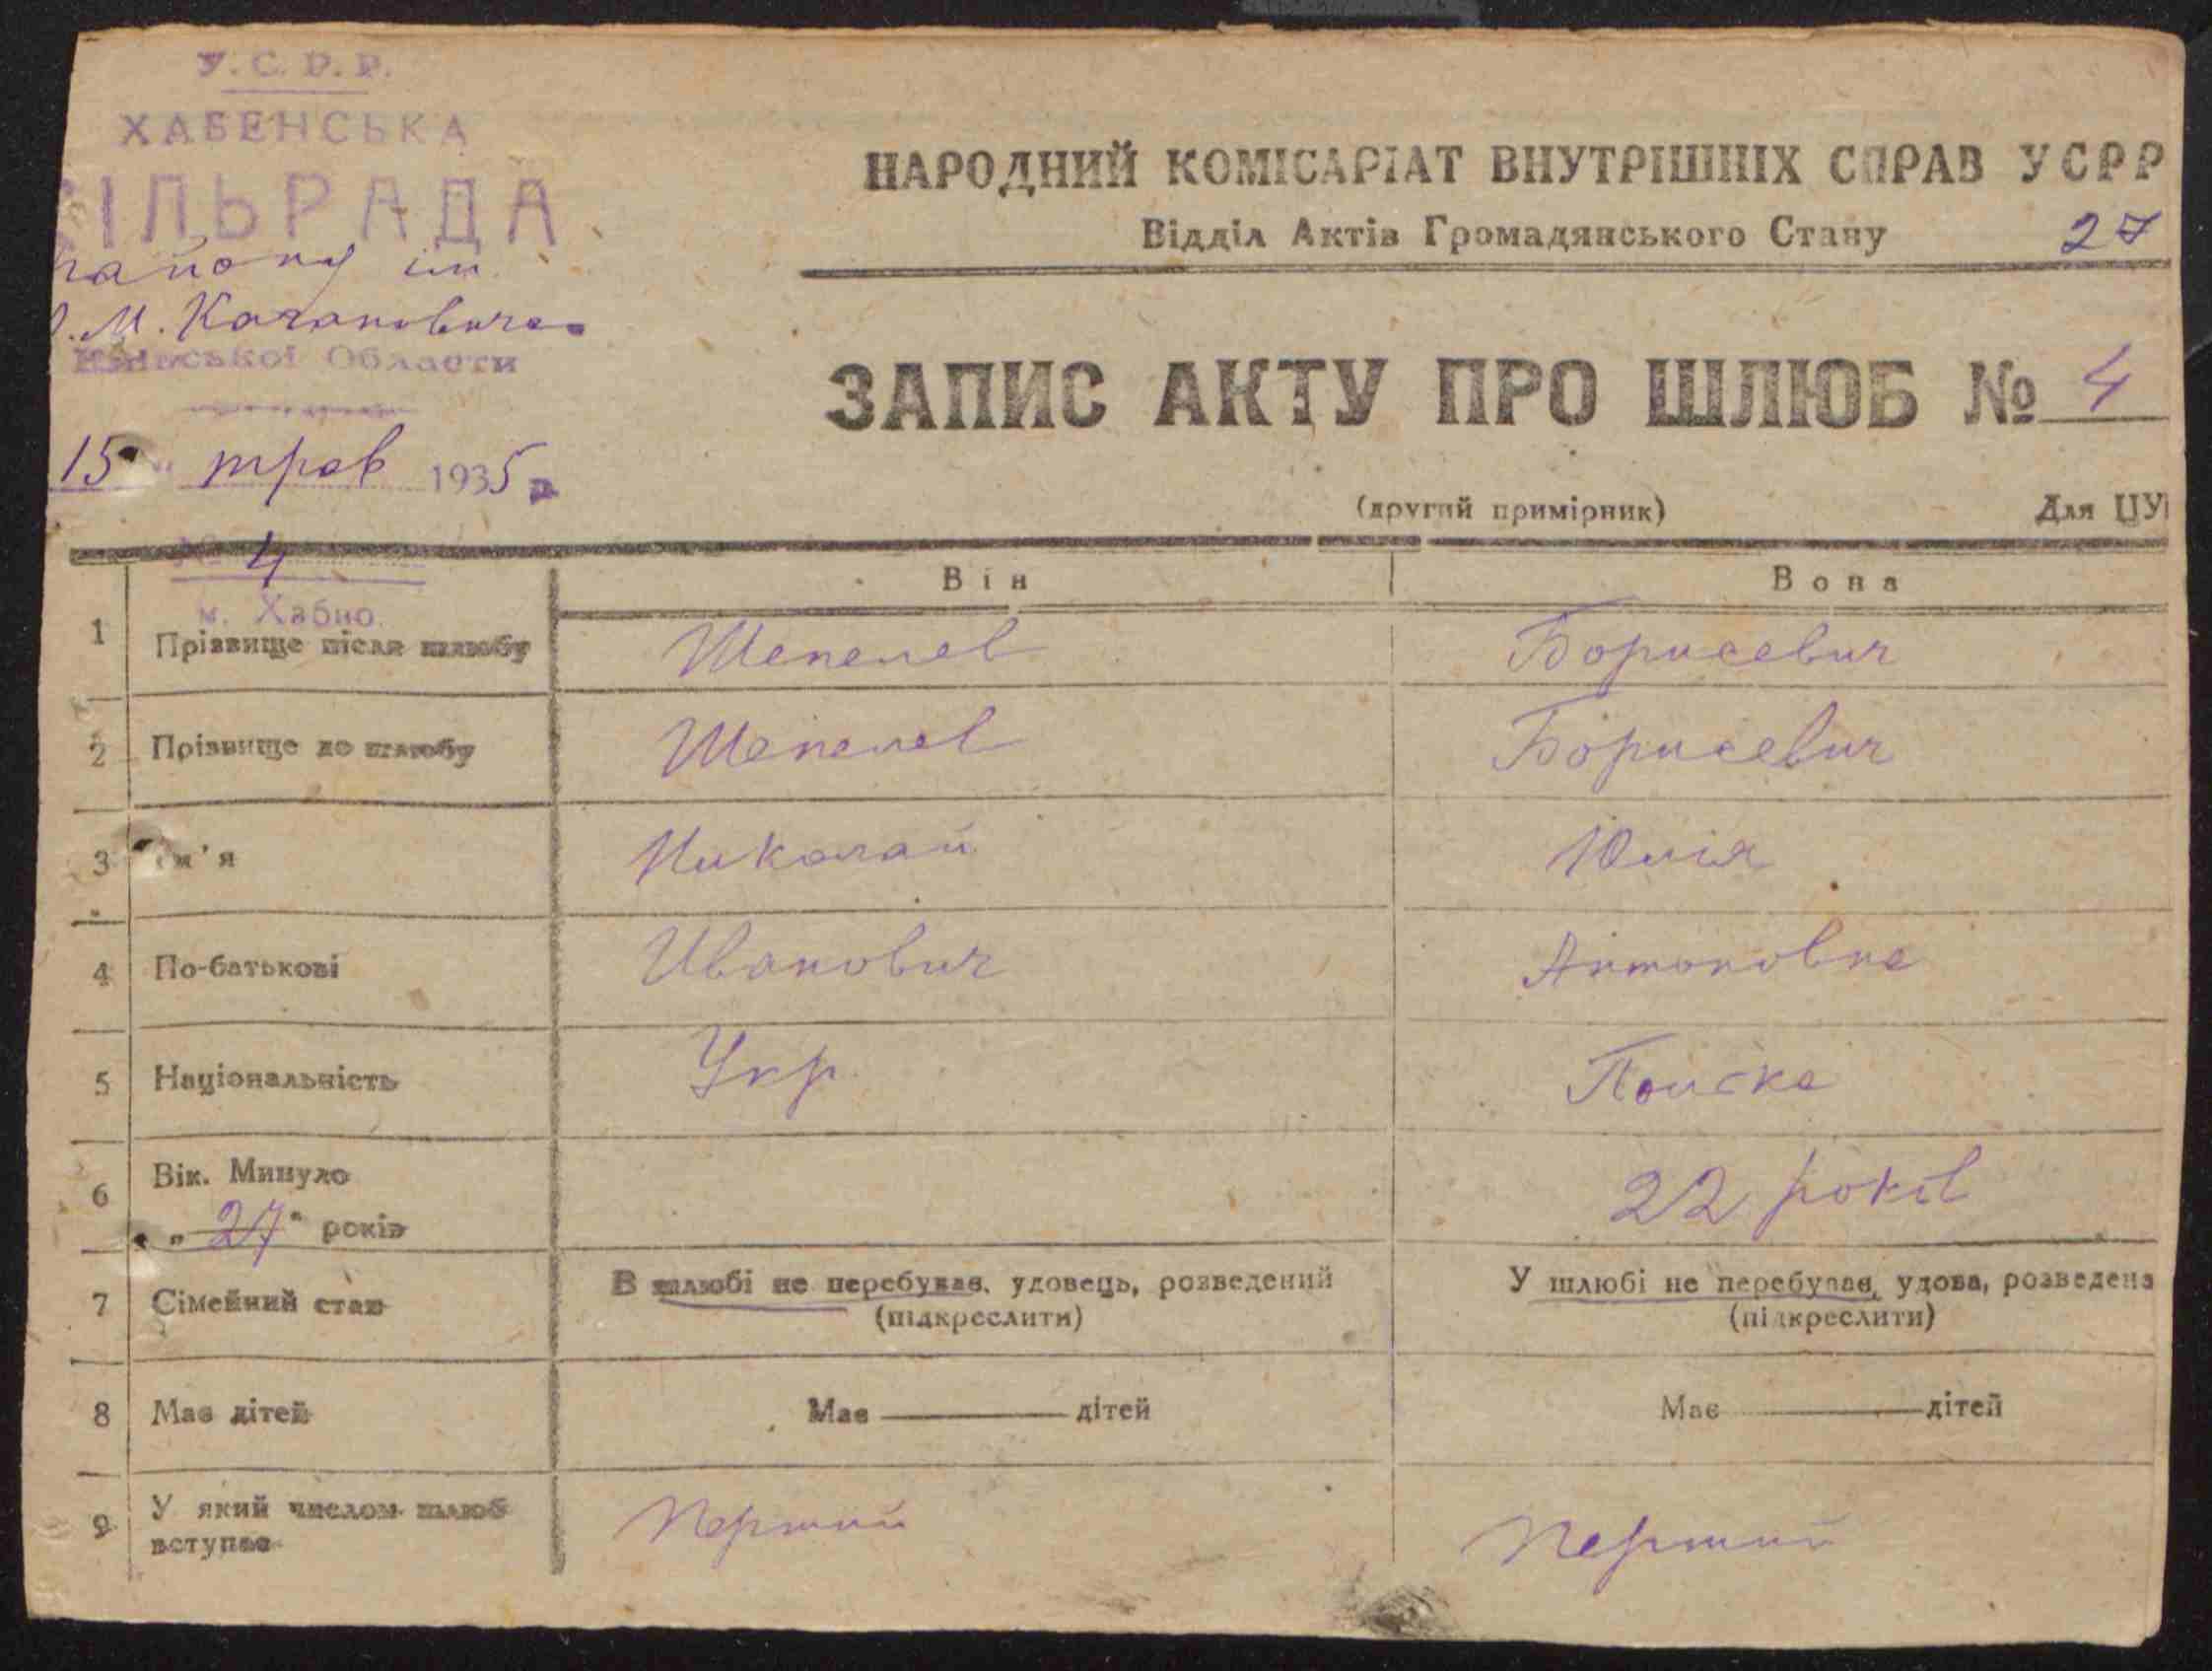 У.С.Р.Р.
ХАБЕНСЬКА
СІЛЬРАДА
району ім.
Л.М. Кагановича
Київської Области
15 " трав 1935 р.
№ 4
м. Хабно.
НАРОДНИЙ КОМІСАРІАТ ВНУТРІШНІХ СПРАВ УСРР
Відділ Актів Громадянського Стану 27
ЗАПИС АКТУ ПРО ШЛЮБ № 4
(другий примірник) Для ЦУ
Він Вона
1 Прізвище після шлюбу Шепелев Борисевич
2 Прізвище до шлюбу Шепелев Борисевич
3 ім'я Николай Юлія
4 По-батькові Иванович Антоновна
5 Національність Укр. Полька
6 Вік. Минуло
„ 27 " років 22 років
7 Сімейний стан В шлюбі не перебував, удовець, розведений У шлюбі не перебувае, удова, розведена
(підкреслити) (підкреслити)
8 Має дітей Має дітей Має дітей
9 У який числом шлюб
вступає Перший Перший